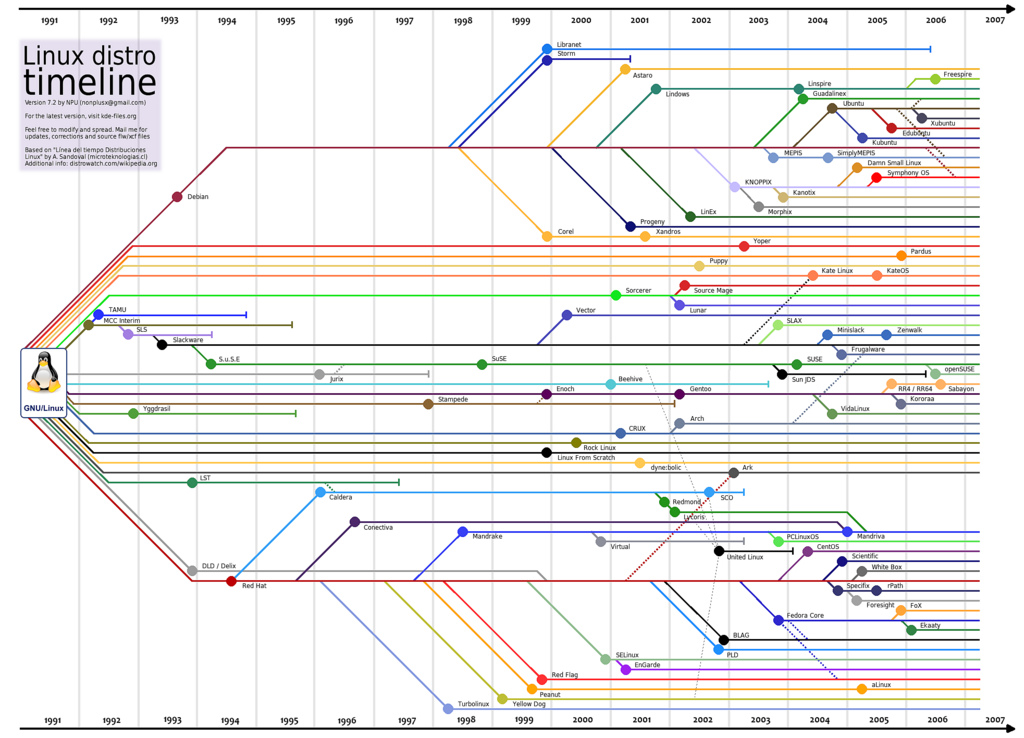 1991 1992 1993 1994 1995 1996 1997 1998 1999 2000 2001 2002 2003 2004 2005 2006 2007
Linux distro
timeline
Version 7.2 by NPU (nonplusx@gmail.com)
For the latest version, visit kde-files.org
Feel free to modify and spread. Mail me for
updates, corrections and source flw/xcf files
Based on "Línea del tiempo Distribuciones
Linux" by A. Sandoval (microteknologias.cl)
Additional info: distrowatch.com/wikipedia.org
Libranet
Storm
Astaro
Freespire
Lindows
Linspire
Guadalinex
Ubuntu
Xubuntu
Edubuntu
Kubuntu
MEPIS
SimplyMEPIS
Damn Small Linux
Symphony OS
KNOPPIX
Kanotix
Debian
Morphix
LinEx
Progeny
Corel
Xandros
Yoper
Pardus
Puppy
Kate Linux
KateOS
Source Mage
Sorcerer
Lunar
TAMU
Vector
MCC Interim
SLAX
SLS
Minislack
Zenwalk
Slackware
Frugalware
S.u.S.E
SuSE
SUSE
Jurix
Sun JDS
openSUSE
Beehive
RR4 / RR64
Sabayon
GNU/Linux
Enoch
Gentoo
Stampede
Kororaa
Yggdrasil
VidaLinux
Arch
CRUX
Rock Linux
Linux From Scratch
dyne:bolic
Ark
LST
Caldera
SCO
Redmond
Lycoris
Conectiva
Mandrake
Mandriva
Virtual
PCLinuxOS
United Linux
CentOS
Scientific
DLD / Delix
White Box
Red Hat
Specifix
rPath
Foresight
FoX
Fedora Core
Ekaaty
BLAG
PLD
SELinux
EnGarde
Red Flag
aLinux
Peanut
Yellow Dog
Turbolinux
1991 1992 1993 1994 1995 1996 1997 1998 1999 2000 2001 2002 2003 2004 2005 2006 2007